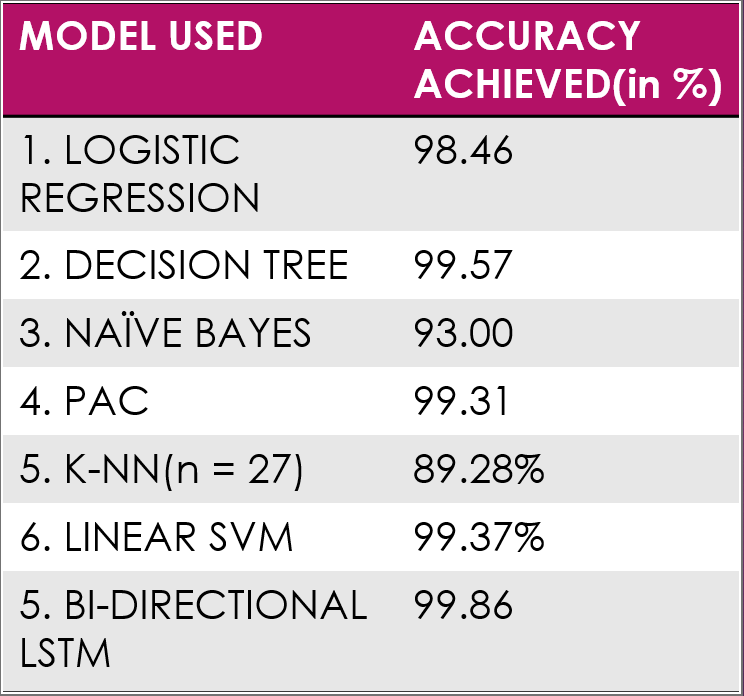 MODEL USED ACCURACY
ACHIEVED(in %)
1. LOGISTIC 98.46
REGRESSION
2. DECISION TREE 99.57
3. NAÏVE BAYES 93.00
4. PAC 99.31
5. K-NN(n = 27) 89.28%
6. LINEAR SVM 99.37%
5. BI-DIRECTIONAL 99.86
LSTM